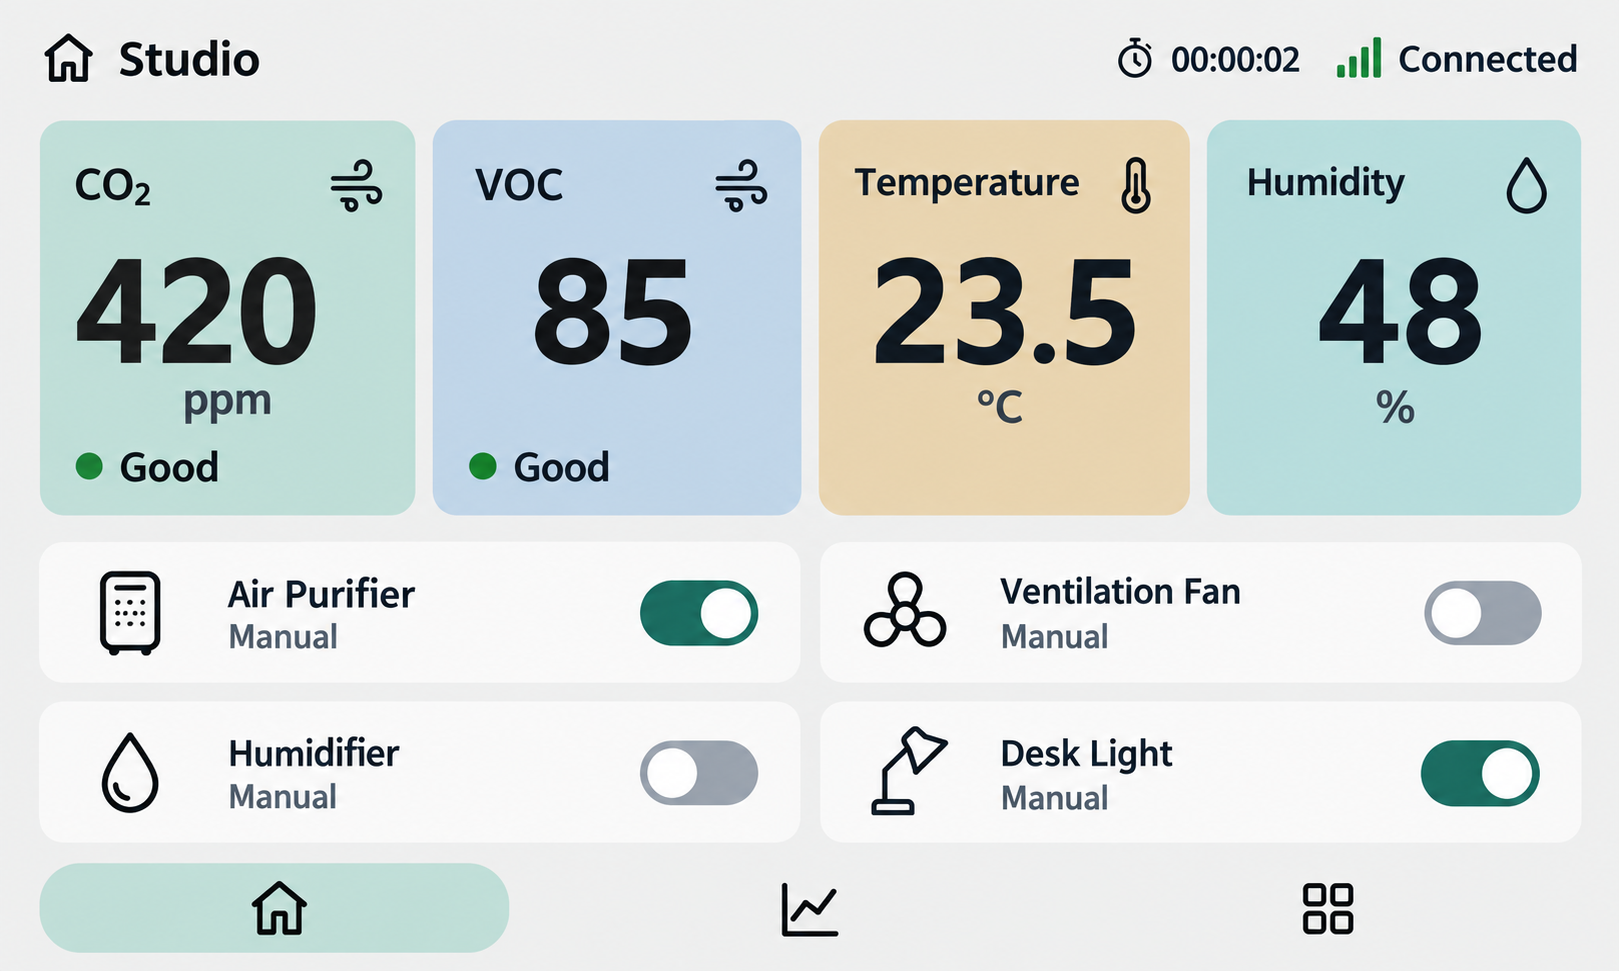 Studio
00:00:02
Connected
CO₂
420
ppm
Good
VOC
85
Good
Temperature
23.5
°C
Humidity
48
%
Air Purifier
Manual
Ventilation Fan
Manual
Humidifier
Manual
Desk Light
Manual